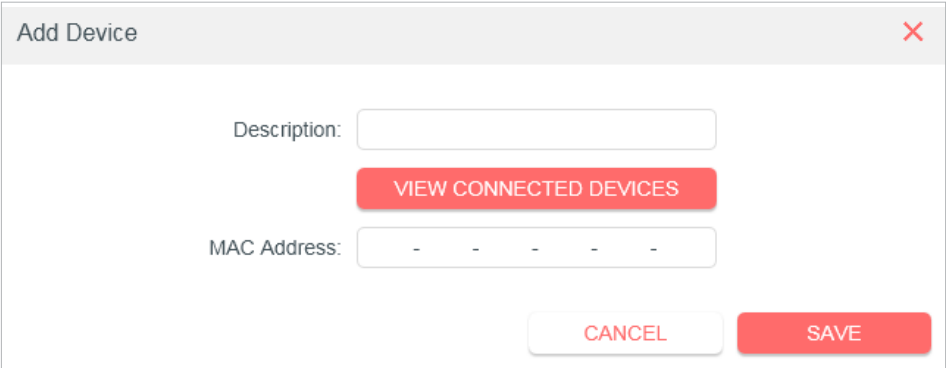 Add Device
Description:
VIEW CONNECTED DEVICES
MAC Address: - - - - -
CANCEL SAVE